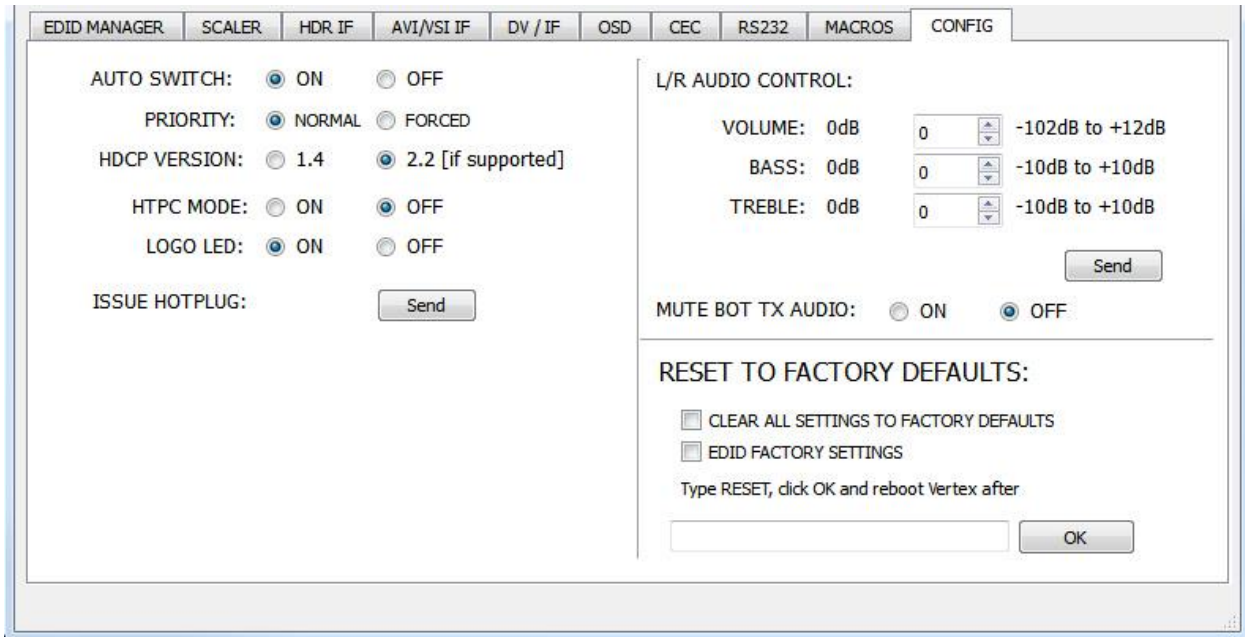 EDID MANAGER SCALER HDR IF AVI/VSI IF DV / IF OSD CEC RS232 MACROS CONFIG
AUTO SWITCH: ON OFF
PRIORITY: NORMAL FORCED
HDCP VERSION: 1.4 2.2 [if supported]
HTPC MODE: ON OFF
LOGO LED: ON OFF
ISSUE HOTPLUG: Send
L/R AUDIO CONTROL:
VOLUME: 0dB 0 -102dB to +12dB
BASS: 0dB 0 -10dB to +10dB
TREBLE: 0dB 0 -10dB to +10dB
Send
MUTE BOT TX AUDIO: ON OFF
RESET TO FACTORY DEFAULTS:
CLEAR ALL SETTINGS TO FACTORY DEFAULTS
EDID FACTORY SETTINGS
Type RESET, click OK and reboot Vertex after
OK